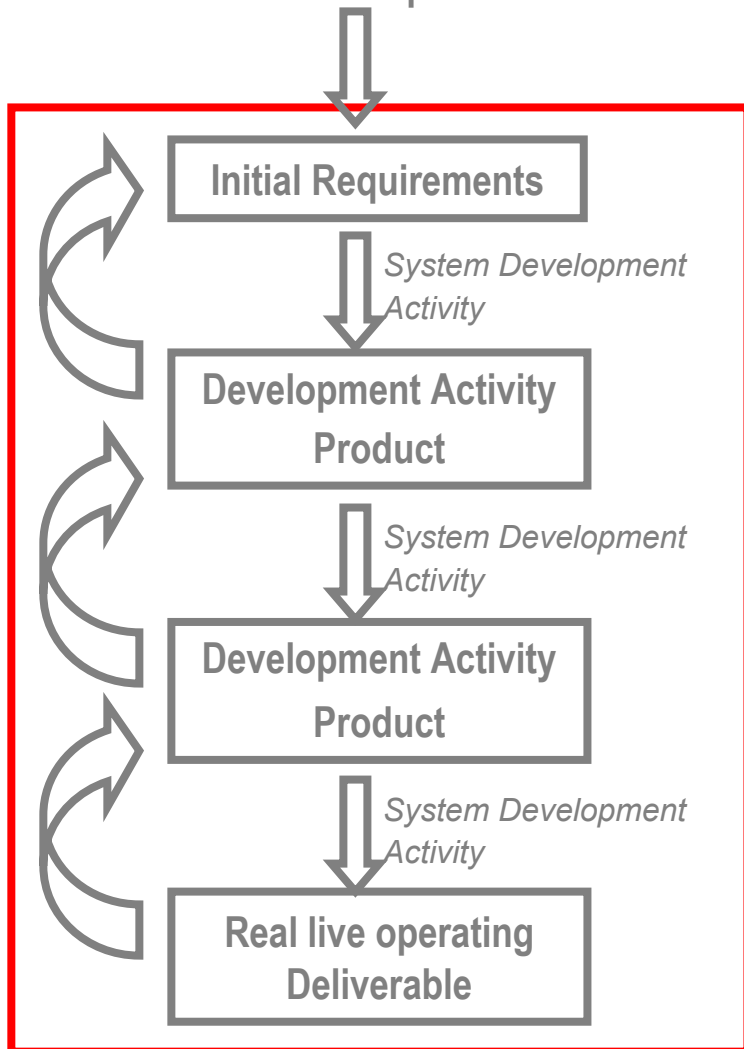 Initial Requirements
System Development
Activity
Development Activity
Product
System Development
Activity
Development Activity
Product
System Development
Activity
Real live operating
Deliverable